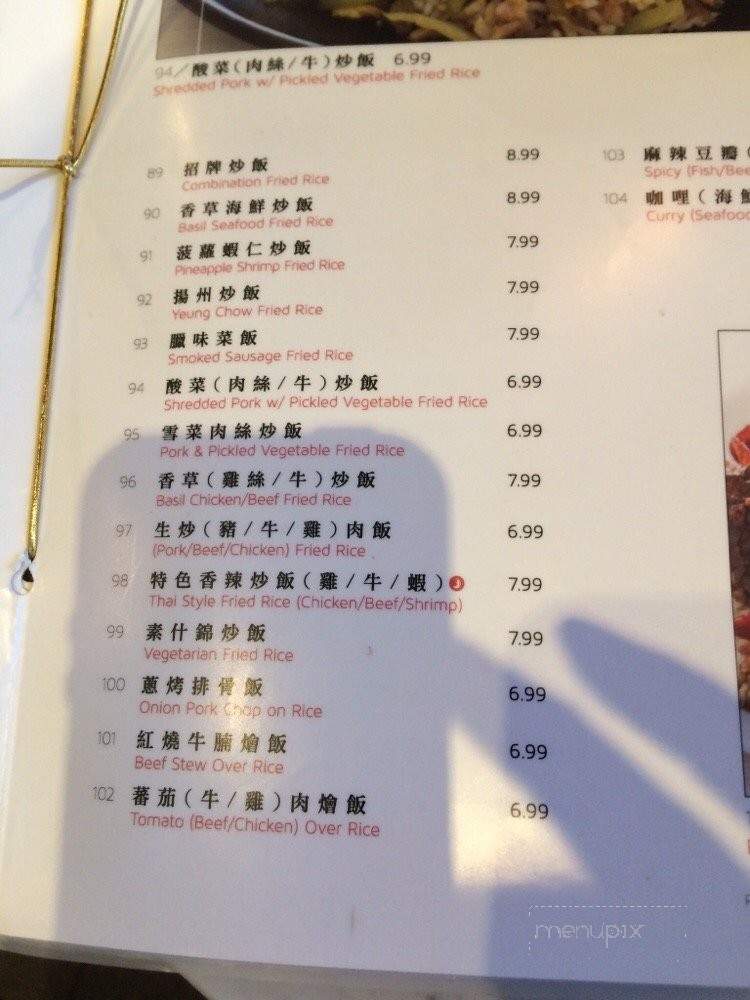 94/酸菜(肉絲/牛)炒飯 6.99
Shredded Pork w/ Pickled Vegetable Fried Rice
89 招牌炒飯 8.99
Combination Fried Rice
90 香草海鮮炒飯 8.99
Basil Seafood Fried Rice
91 菠蘿蝦仁炒飯 7.99
Pineapple Shrimp Fried Rice
92 揚州炒飯 7.99
Yeung Chow Fried Rice
93 臘味菜飯 7.99
Smoked Sausage Fried Rice
94 酸菜(肉絲/牛)炒飯 6.99
Shredded Pork w/ Pickled Vegetable Fried Rice
95 雪菜肉絲炒飯 6.99
Pork & Pickled Vegetable Fried Rice
96 香草(雞絲/牛)炒飯 7.99
Basil Chicken/Beef Fried Rice
97 生炒(豬/牛/雞)肉飯 6.99
(Pork/Beef/Chicken) Fried Rice
98 特色香辣炒飯(雞/牛/蝦) 7.99
Thai Style Fried Rice (Chicken/Beef/Shrimp)
99 素什錦炒飯 7.99
Vegetarian Fried Rice
100 蔥烤排骨飯 6.99
Onion Pork Chop on Rice
101 紅燒牛腩燴飯 6.99
Beef Stew Over Rice
102 蕃茄(牛/雞)肉燴飯 6.99
Tomato (Beef/Chicken) Over Rice
103 麻辣豆瓣(
Spicy (Fish/Bee
104 咖哩(海鮮
Curry (Seafood
menupix